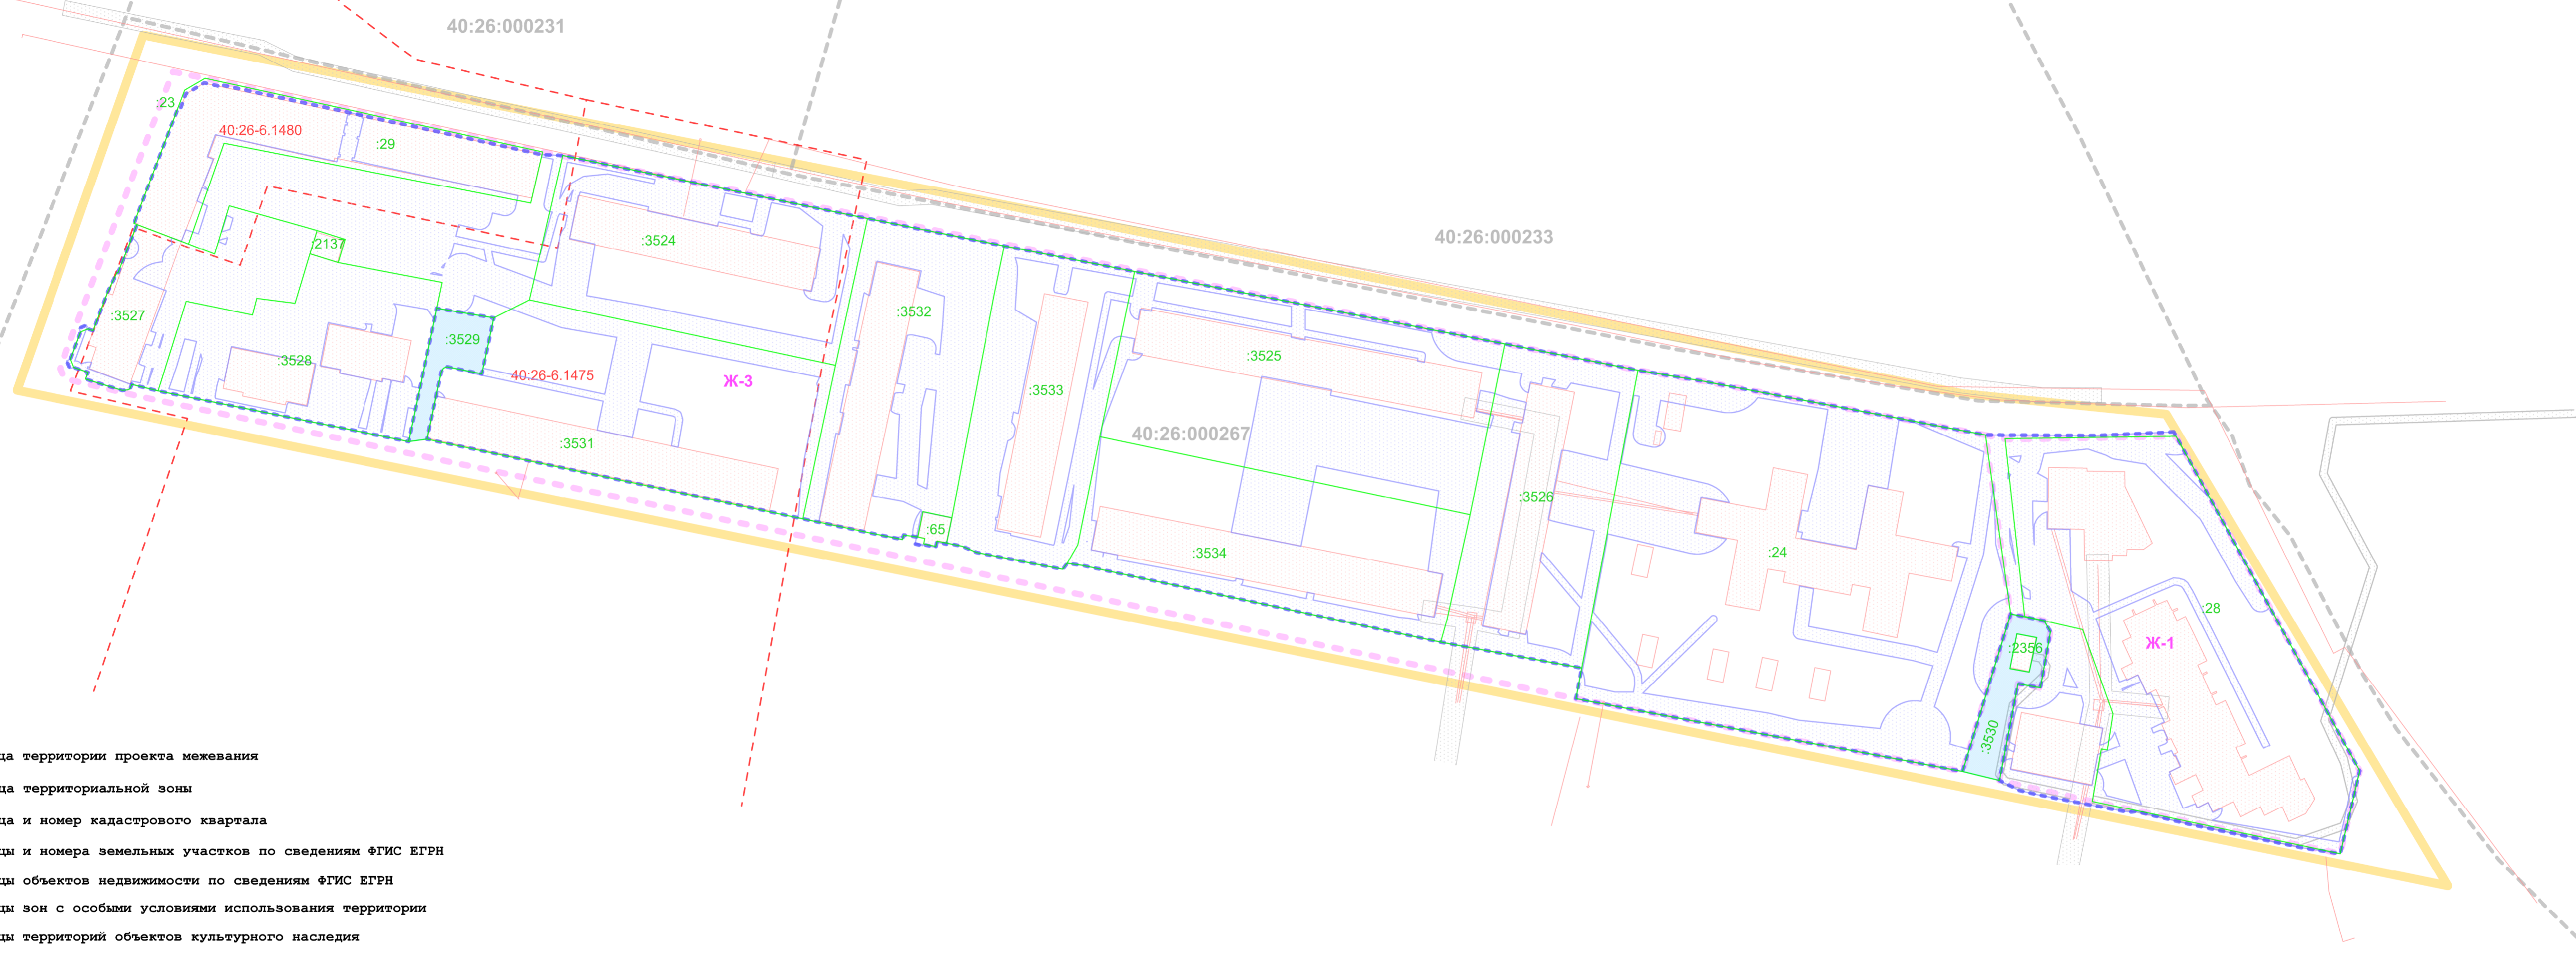 40:26:000231
:23
40:26-6.1480
:29
40:26:000233
:3524
:2137
:3532
:3527
:3529
:3528
:3525
40:26-6.1475
Ж-3
:3533
40:26:000267
:3531
:3526
:65
:3534
:24
:28
Ж-1
:2356
:3530
ца территории проекта межевания
ца территориальной зоны
ца и номер кадастрового квартала
цы и номера земельных участков по сведениям ФГИС ЕГРН
цы объектов недвижимости по сведениям ФГИС ЕГРН
цы зон с особыми условиями использования территории
цы территорий объектов культурного наследия